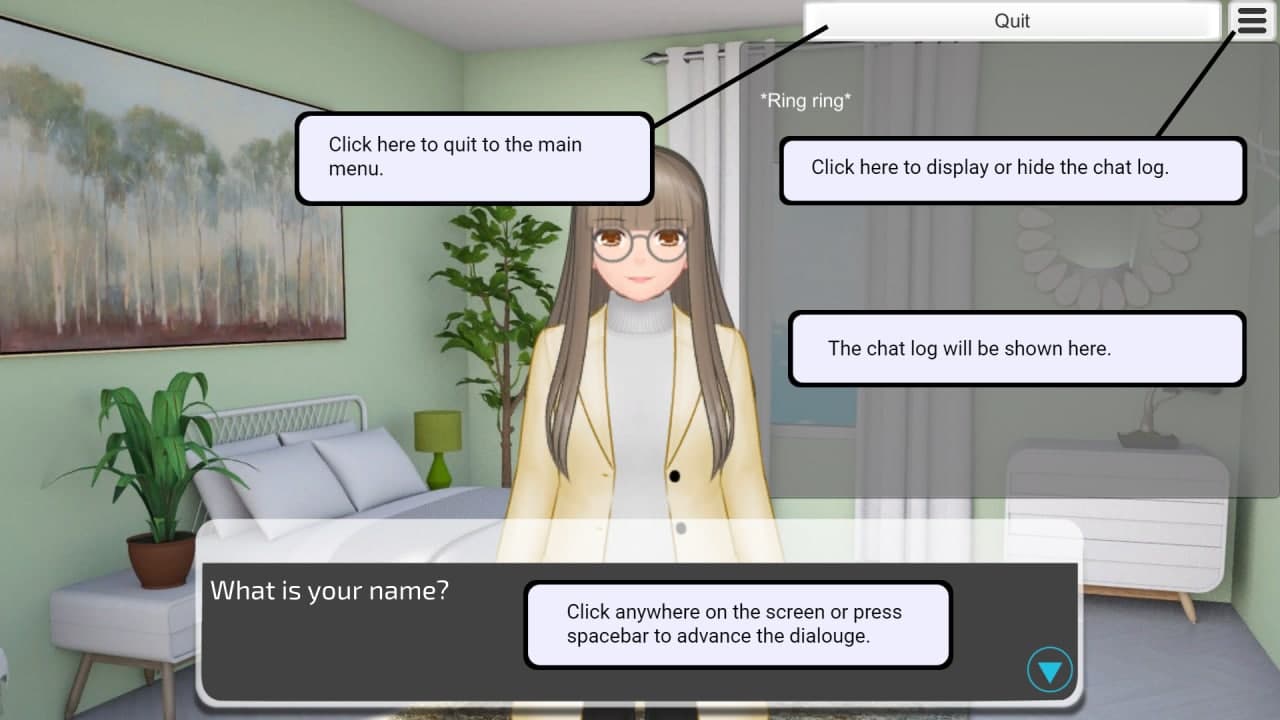 Quit
*Ring ring*
Click here to quit to the main
menu.
Click here to display or hide the chat log.
The chat log will be shown here.
What is your name?
Click anywhere on the screen or press
spacebar to advance the dialouge.